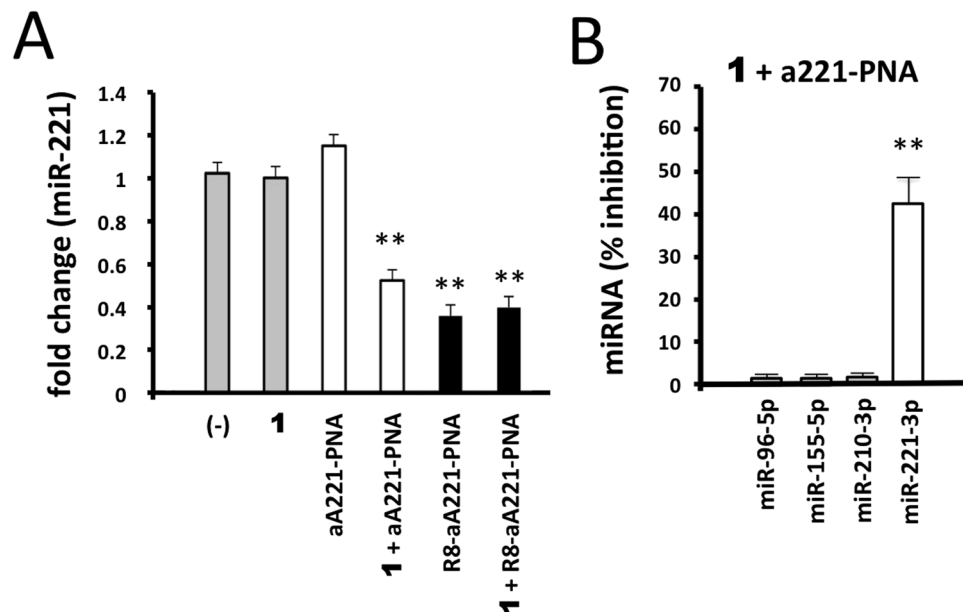 A
fold change (miR-221)
1.4
1.2
1
0.8
0.6
0.4
0.2
0
**
**
**
(-)
1
aA221-PNA
1 + aA221-PNA
R8-aA221-PNA
1 + R8-aA221-PNA
B
1 + a221-PNA
miRNA (% inhibition)
70
60
50
40
30
20
10
0
**
miR-96-5p
miR-155-5p
miR-210-3p
miR-221-3p